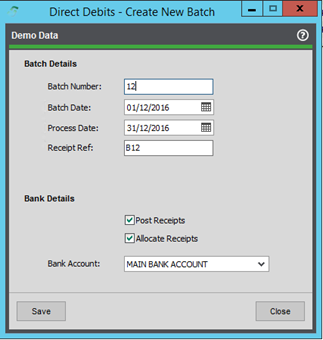 Direct Debits - Create New Batch
Demo Data
Batch Details
Batch Number: 12
Batch Date: 01/12/2016
Process Date: 31/12/2016
Receipt Ref: B12
Bank Details
Post Receipts
Allocate Receipts
Bank Account: MAIN BANK ACCOUNT
Save Close